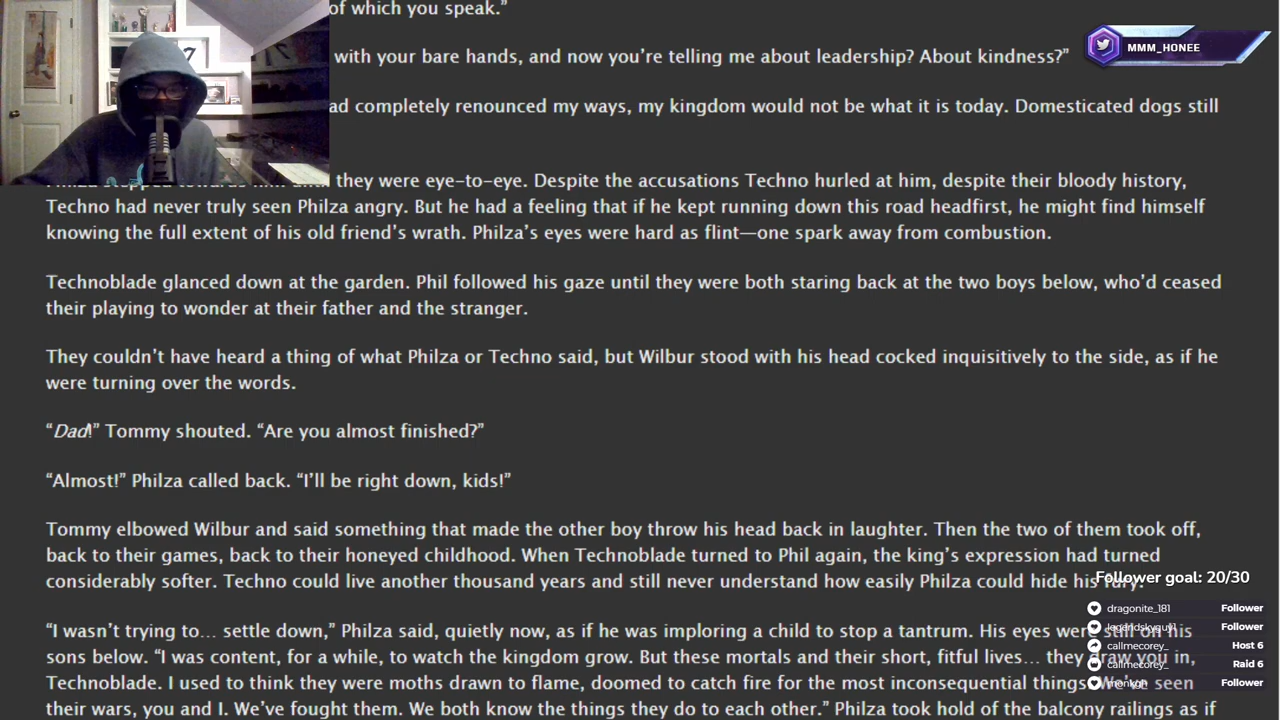 of which you speak.”
MMM_HONEE
with your bare hands, and now you’re telling me about leadership? About kindness?”
ad completely renounced my ways, my kingdom would not be what it is today. Domesticated dogs still
they were eye-to-eye. Despite the accusations Techno hurled at him, despite their bloody history,
Techno had never truly seen Philza angry. But he had a feeling that if he kept running down this road headfirst, he might find himself
knowing the full extent of his old friend’s wrath. Philza’s eyes were hard as flint—one spark away from combustion.
Technoblade glanced down at the garden. Phil followed his gaze until they were both staring back at the two boys below, who’d ceased
their playing to wonder at their father and the stranger.
They couldn’t have heard a thing of what Philza or Techno said, but Wilbur stood with his head cocked inquisitively to the side, as if he
were turning over the words.
“Dad!” Tommy shouted. “Are you almost finished?”
“Almost!” Philza called back. “I’ll be right down, kids!”
Tommy elbowed Wilbur and said something that made the other boy throw his head back in laughter. Then the two of them took off,
back to their games, back to their honeyed childhood. When Technoblade turned to Phil again, the king’s expression had turned
considerably softer. Techno could live another thousand years and still never understand how easily Philza could hide his fury.
Follower goal: 20/30
dragonite_181 Follower
Follower
callmecorey_ Host 6
callmecorey_ Raid 6
Follower
“I wasn’t trying to… settle down,” Philza said, quietly now, as if he was imploring a child to stop a tantrum. His eyes were still on his
sons below. “I was content, for a while, to watch the kingdom grow. But these mortals and their short, fitful lives… they draw you in,
Technoblade. I used to think they were moths drawn to flame, doomed to catch fire for the most inconsequential things. We’ve seen
their wars, you and I. We’ve fought them. We both know the things they do to each other.” Philza took hold of the balcony railings as if